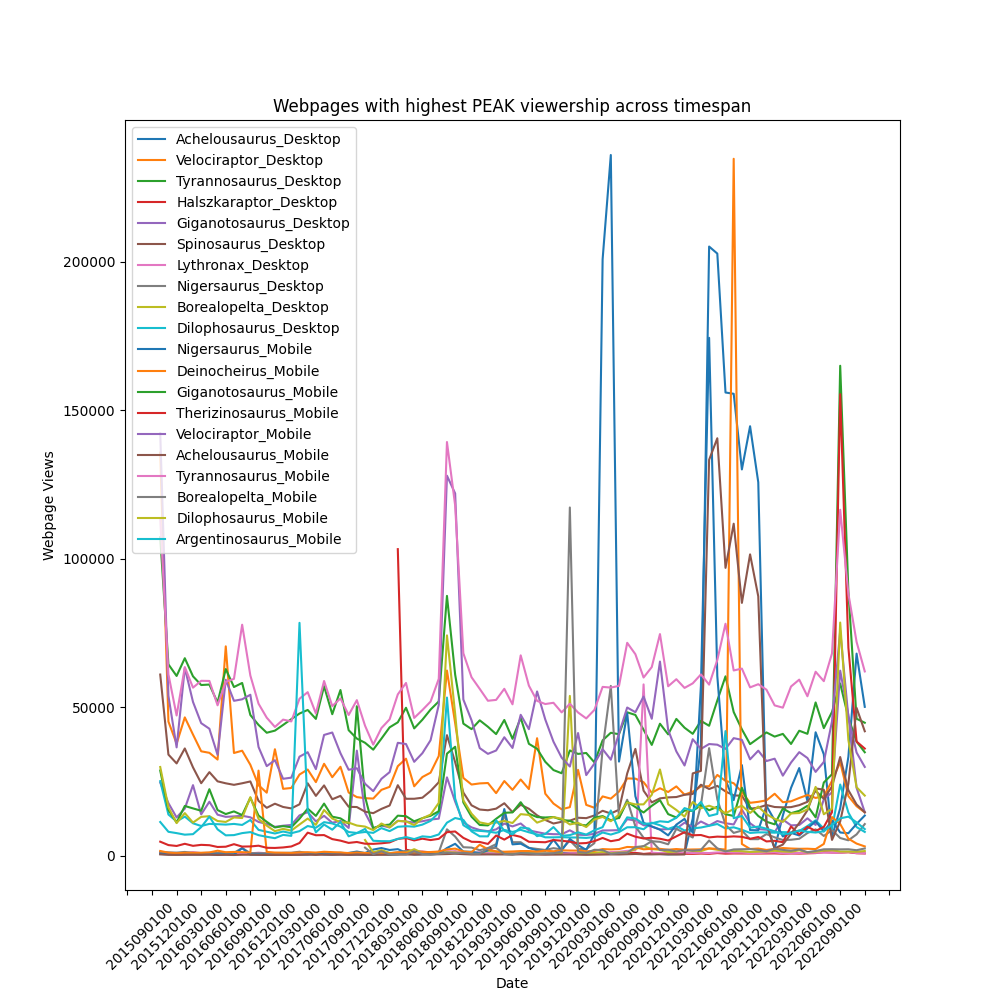 Webpages with highest PEAK viewership across timespan
Achelousaurus_Desktop
Velociraptor_Desktop
Tyrannosaurus_Desktop
Halszkaraptor_Desktop
Giganotosaurus_Desktop
Spinosaurus_Desktop
Lythronax_Desktop
Nigersaurus_Desktop
Borealopelta_Desktop
Dilophosaurus_Desktop
Nigersaurus_Mobile
Deinocheirus_Mobile
Giganotosaurus_Mobile
Therizinosaurus_Mobile
Velociraptor_Mobile
Achelousaurus_Mobile
Tyrannosaurus_Mobile
Borealopelta_Mobile
Dilophosaurus_Mobile
Argentinosaurus_Mobile
Webpage Views
200000
150000
100000
50000
0
2015090100
2015120100
2016030100
2016060100
2016090100
2016120100
2017030100
2017060100
2017090100
2017120100
2018030100
2018060100
2018090100
2018120100
2019030100
2019060100
2019090100
2019120100
2020030100
2020060100
2020090100
2020120100
2021030100
2021060100
2021090100
2021120100
2022030100
2022060100
2022090100
Date